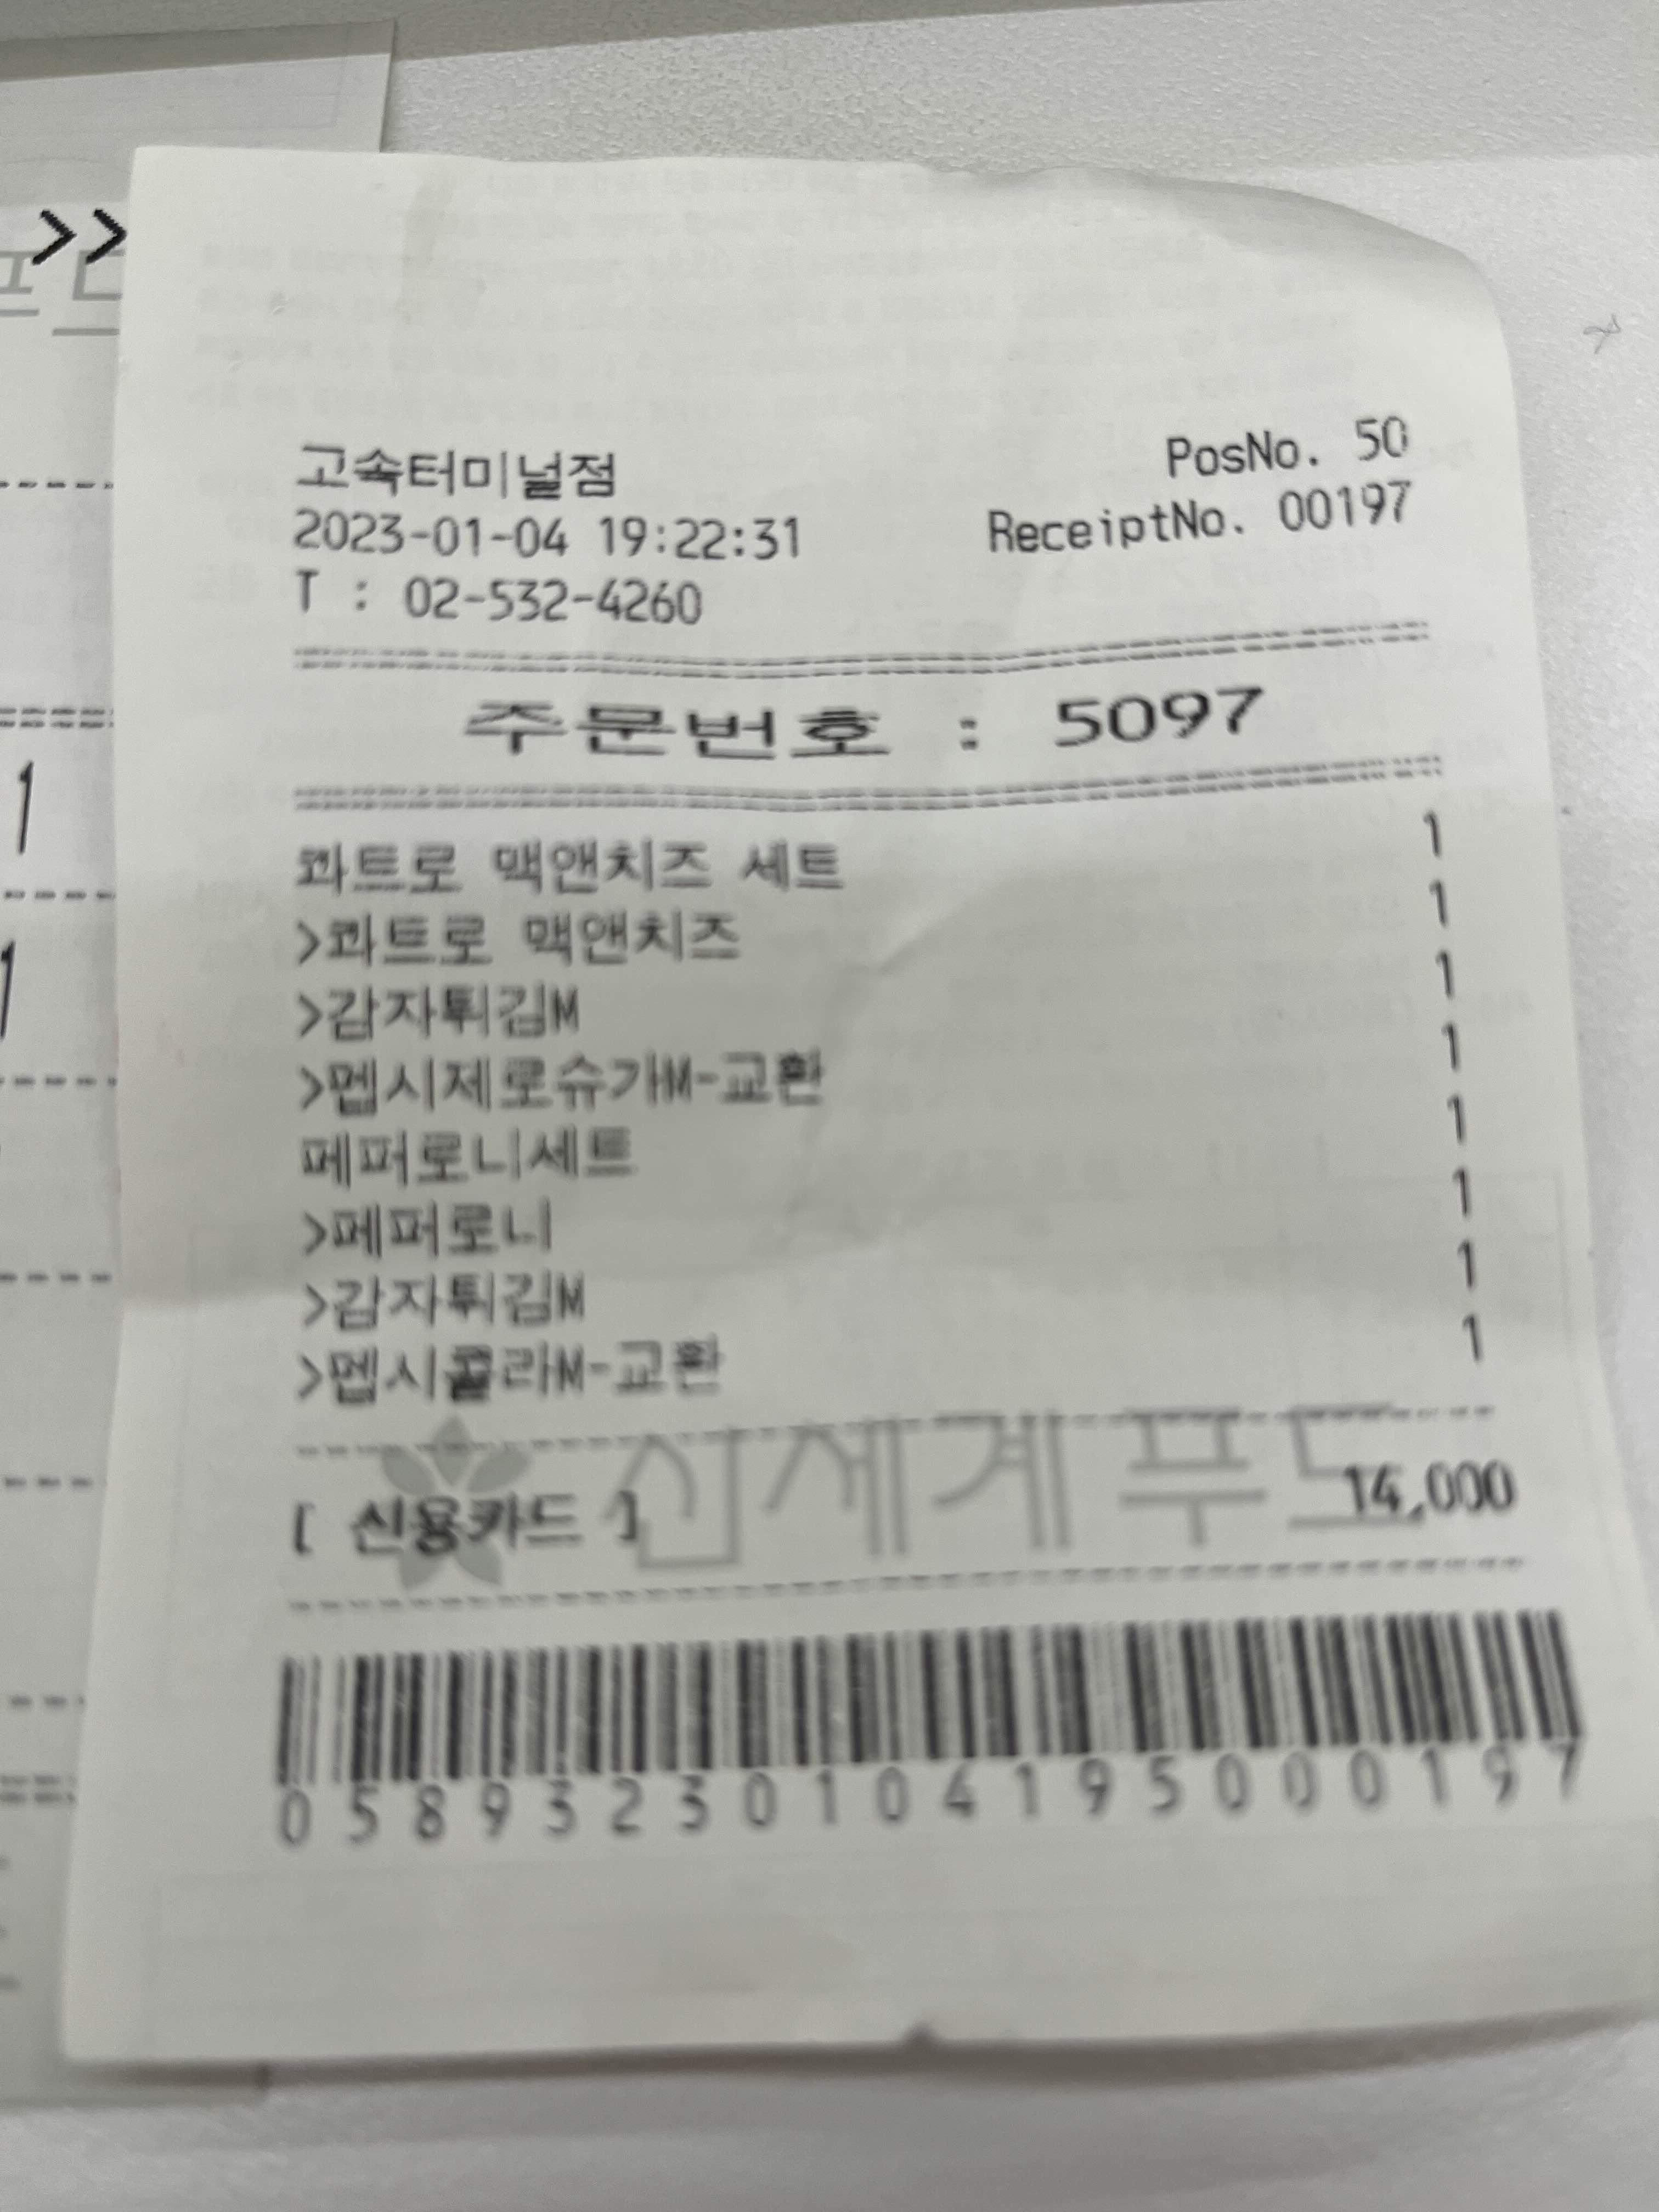 고속터미널점
PosNo. 50
2023-01-04 19:22:31
ReceiptNo. 00197
T : 02-532-4260
주문번호 : 5097
콰트로 맥앤치즈 세트 1
>콰트로 맥앤치즈 1
>감자튀김M 1
>펩시제로슈가M-교환 1
페퍼로니세트 1
>페퍼로니 1
>감자튀김M 1
>펩시콜라M-교환 1
신세계푸드
[ 신용카드 ] 14,000
05893230104195000197
>>
푸드
1
1